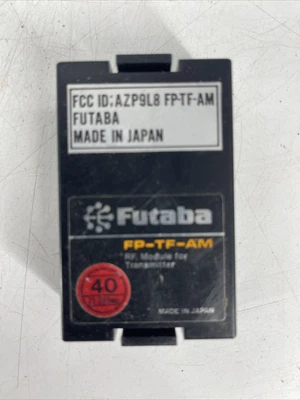 FCC ID:AZP9L8 FP-TF-AM
FUTABA
MADE IN JAPAN
Futaba
FP-TF-AM
RF Module for
Transmitter
40
MADE IN JAPAN